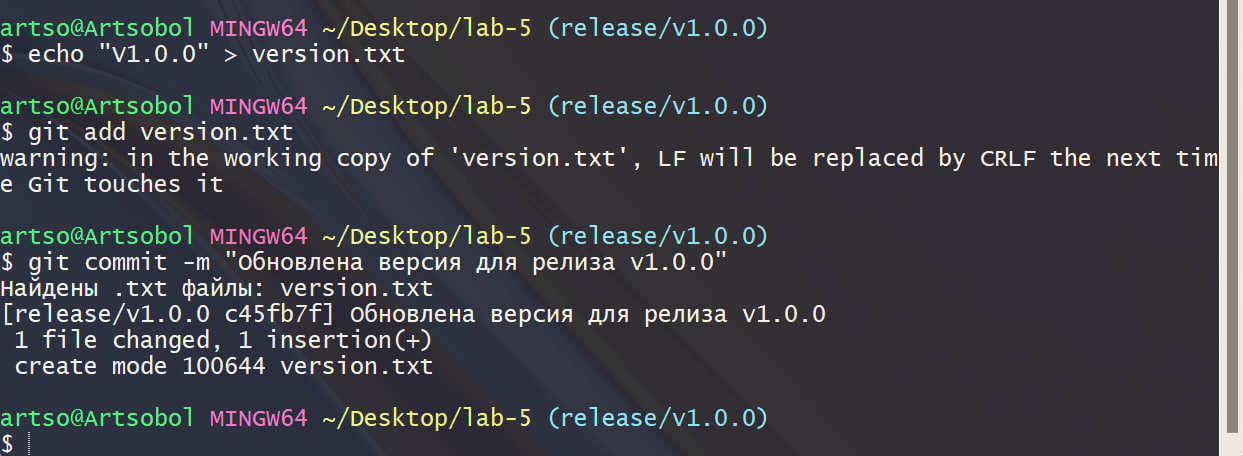 artso@Artsobol MINGW64 ~/Desktop/lab-5 (release/v1.0.0)
$ echo "V1.0.0" > version.txt
artso@Artsobol MINGW64 ~/Desktop/lab-5 (release/v1.0.0)
$ git add version.txt
warning: in the working copy of 'version.txt', LF will be replaced by CRLF the next tim
e Git touches it
artso@Artsobol MINGW64 ~/Desktop/lab-5 (release/v1.0.0)
$ git commit -m "Обновлена версия для релиза v1.0.0"
Найдены .txt файлы: version.txt
[release/v1.0.0 c45fb7f] Обновлена версия для релиза v1.0.0
 1 file changed, 1 insertion(+)
 create mode 100644 version.txt
artso@Artsobol MINGW64 ~/Desktop/lab-5 (release/v1.0.0)
$